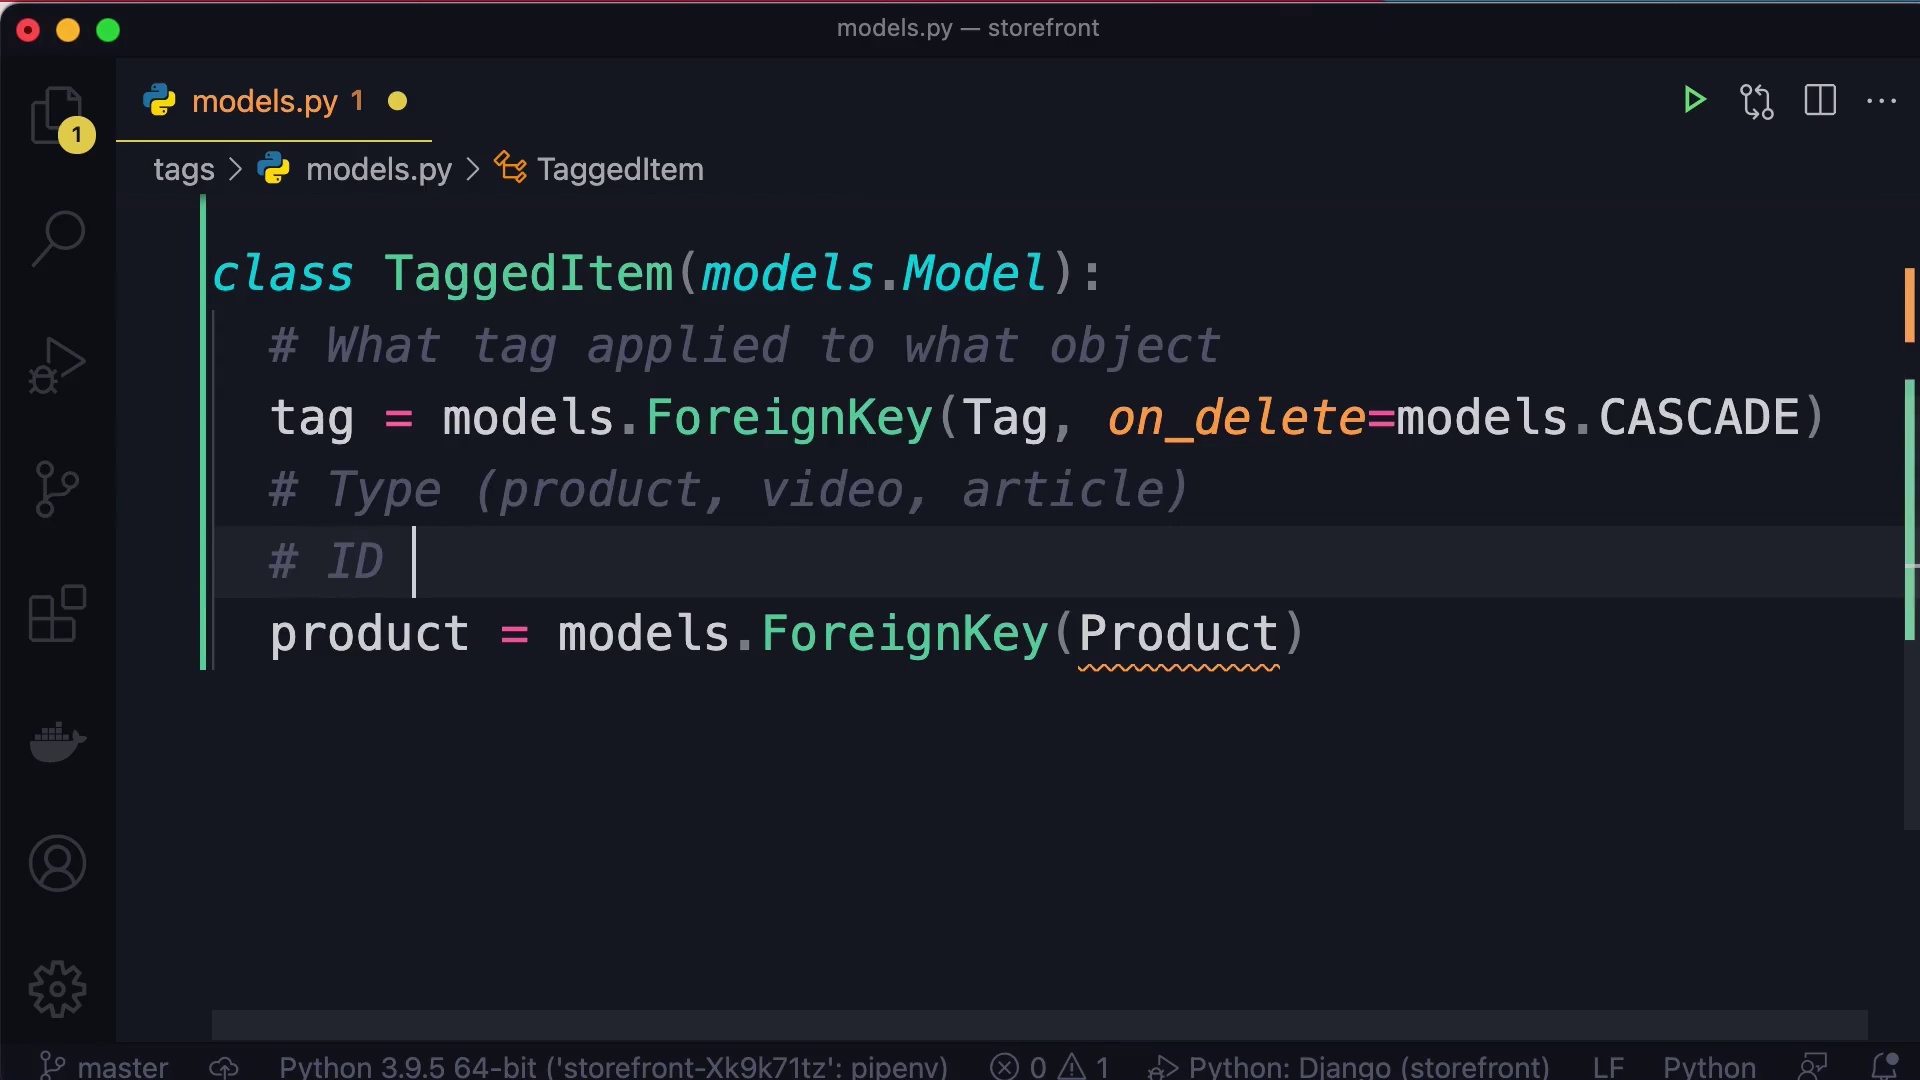 models.py — storefront
models.py 1
1
tags > models.py > TaggedItem
class TaggedItem(models.Model):
# What tag applied to what object
tag = models.ForeignKey(Tag, on_delete=models.CASCADE)
# Type (product, video, article)
# ID
product = models.ForeignKey(Product)
master Python 3.9.5 64-bit ('storefront-Xk9k71tz': pipenv) 0 1 Python: Django (storefront) LF Python